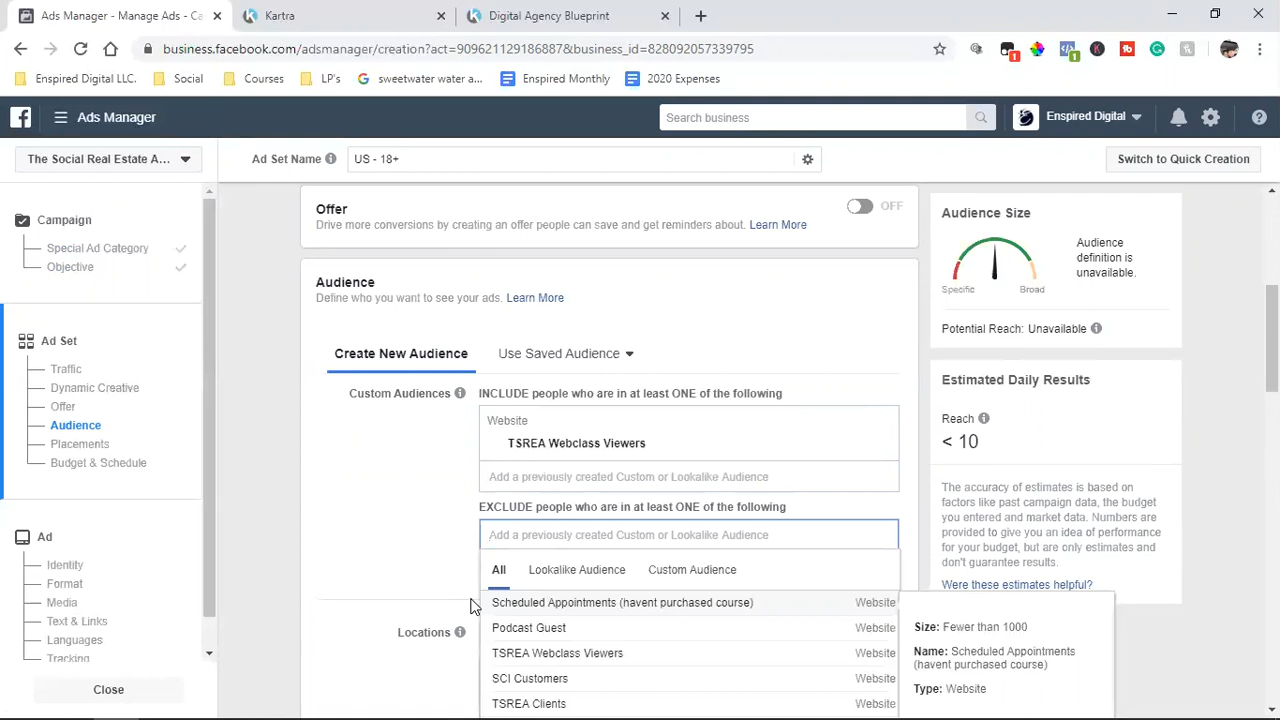 Ads Manager - Manage Ads - Ca
Kartra
Digital Agency Blueprint
business.facebook.com/adsmanager/creation?act=909621129186887&business_id=828092057339795
1
1
Enspired Digital LLC.
Social
Courses
LP's
sweetwater water a...
Enspired Monthly
2020 Expenses
Ads Manager
Search business
Enspired Digital
The Social Real Estate A...
Ad Set Name
US - 18+
Switch to Quick Creation
Campaign
Special Ad Category
Objective
Ad Set
Traffic
Dynamic Creative
Offer
Audience
Placements
Budget & Schedule
Ad
Identity
Format
Media
Text & Links
Languages
Tracking
Close
Offer
OFF
Drive more conversions by creating an offer people can save and get reminders about. Learn More
Audience
Define who you want to see your ads. Learn More
Create New Audience
Use Saved Audience
Custom Audiences
INCLUDE people who are in at least ONE of the following
Website
TSREA Webclass Viewers
Add a previously created Custom or Lookalike Audience
EXCLUDE people who are in at least ONE of the following
Add a previously created Custom or Lookalike Audience
All
Lookalike Audience
Custom Audience
Scheduled Appointments (havent purchased course)
Website
Podcast Guest
Website
Locations
TSREA Webclass Viewers
Website
SCI Customers
Website
TSREA Clients
Website
Size: Fewer than 1000
Name: Scheduled Appointments
(havent purchased course)
Type: Website
Audience Size
Specific
Broad
Audience
definition is
unavailable.
Potential Reach: Unavailable
Estimated Daily Results
Reach
< 10
The accuracy of estimates is based on
factors like past campaign data, the budget
you entered and market data. Numbers are
provided to give you an idea of performance
for your budget, but are only estimates and
don't guarantee results.
Were these estimates helpful?